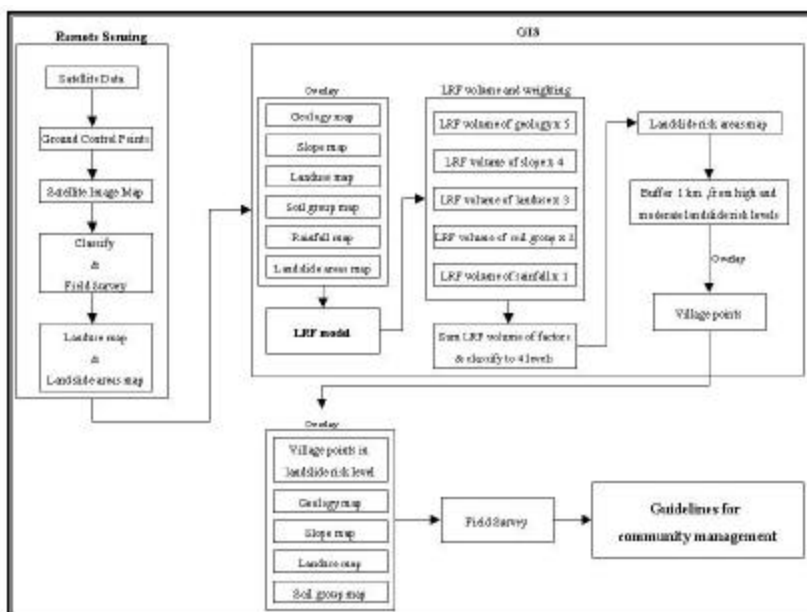 Remote Sensing
Satellite Data
Ground Control Points
Satellite Image Map
Classify
&
Field Survey
Landuse map
&
Landslide areas map
GIS
Overlay
Geology map
Slope map
Landuse map
Soil group map
Rainfall map
Landslide areas map
LRF model
LRF volume and weighting
LRF volume of geology x 5
LRF volume of slope x 4
LRF volume of landuse x 3
LRF volume of soil group x
LRF volume of rainfall x 1
Sum LRF volume of factors
& classify to 4 levels
Landslide risk areas map
Buffer 1 km. from high and
moderate landslide risk levels
Overlay
Village points
Overlay
Village points in
landslide risk level
Geology map
Slope map
Landuse map
Soil group map
Field Survey
Guidelines for
community management